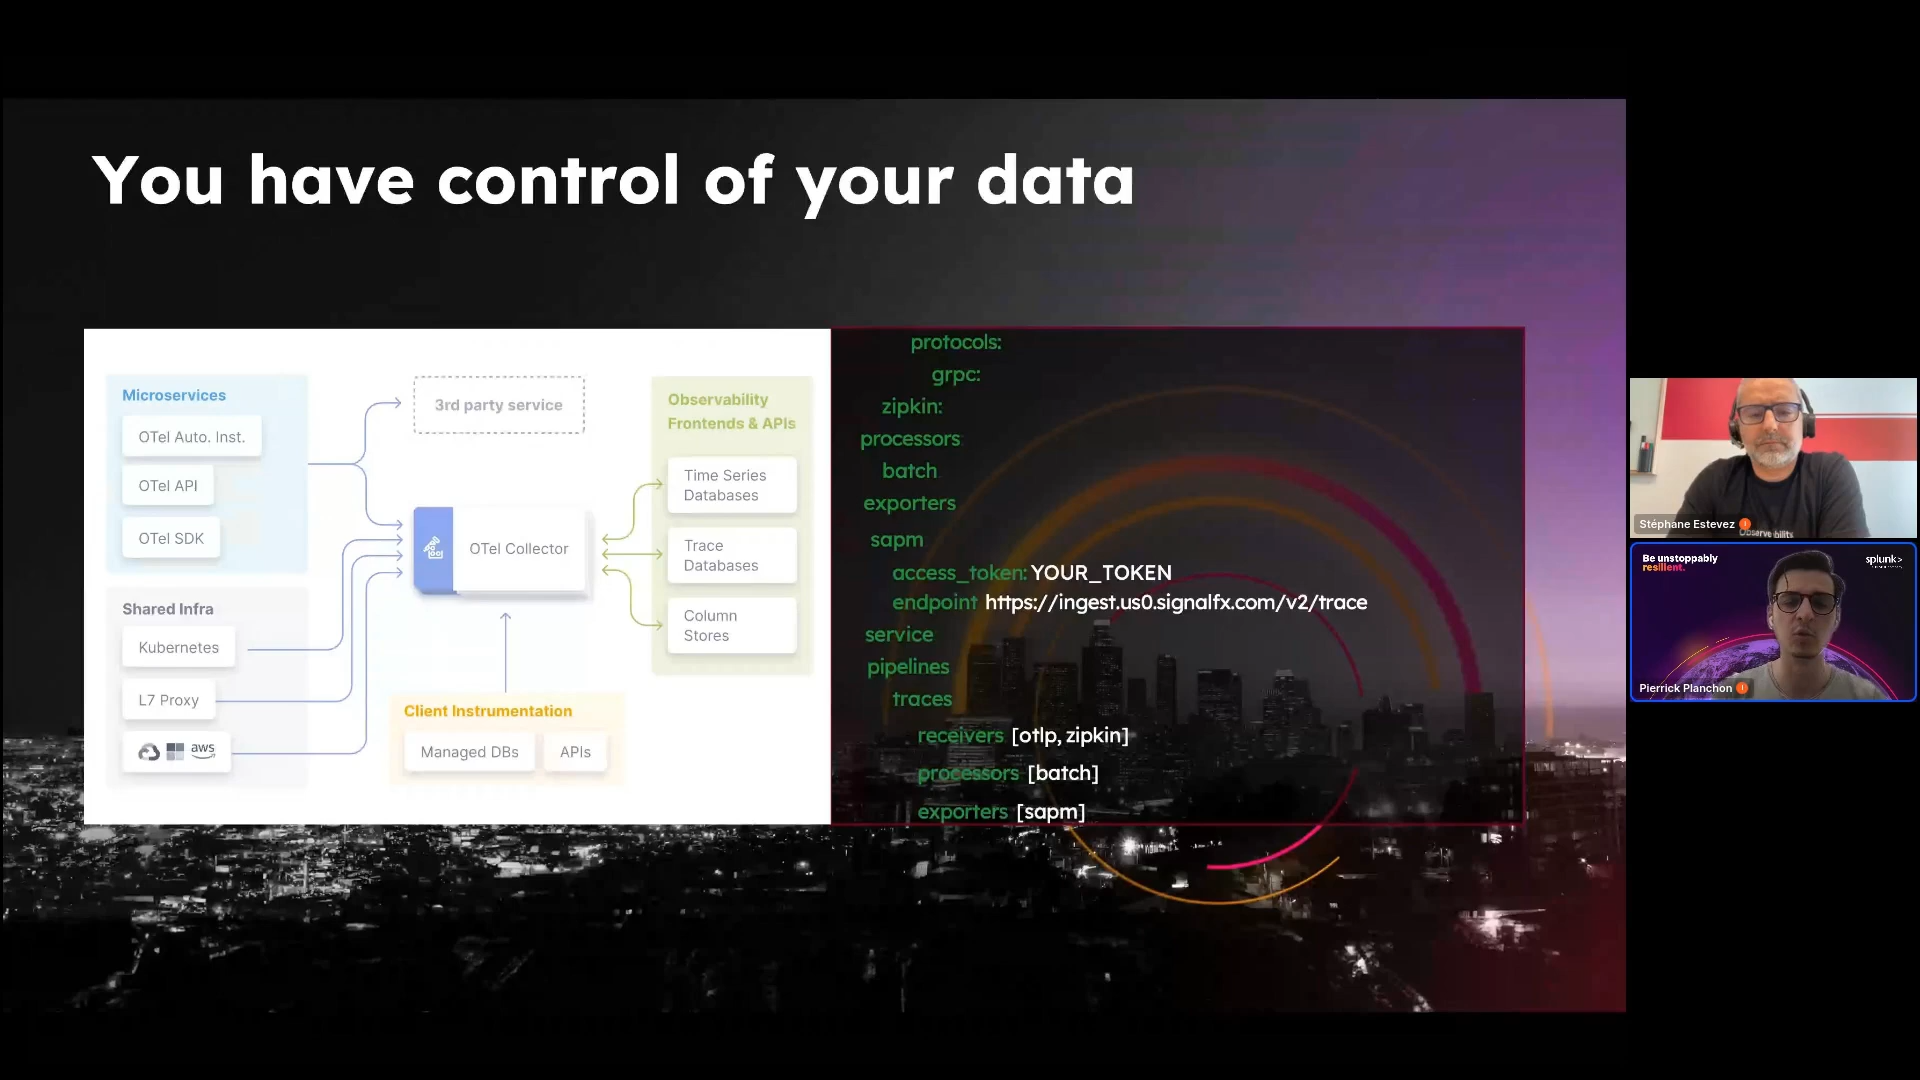 You have control of your data
Microservices
OTel Auto. Inst.
OTel API
OTel SDK
Shared Infra
Kubernetes
L7 Proxy
aws
3rd party service
OTel Collector
Client Instrumentation
Managed DBs
APIs
Observability
Frontends & APIs
Time Series
Databases
Trace
Databases
Column
Stores
protocols:
grpc:
zipkin:
processors
batch
exporters
sapm
access_token: YOUR_TOKEN
endpoint https://ingest.us0.signalfx.com/v2/trace
service
pipelines
traces
receivers [otlp, zipkin]
processors [batch]
exporters [sapm]
Stéphane Estevez
Observability
Be unstoppably
resilient.
splunk>
Pierrick Planchon